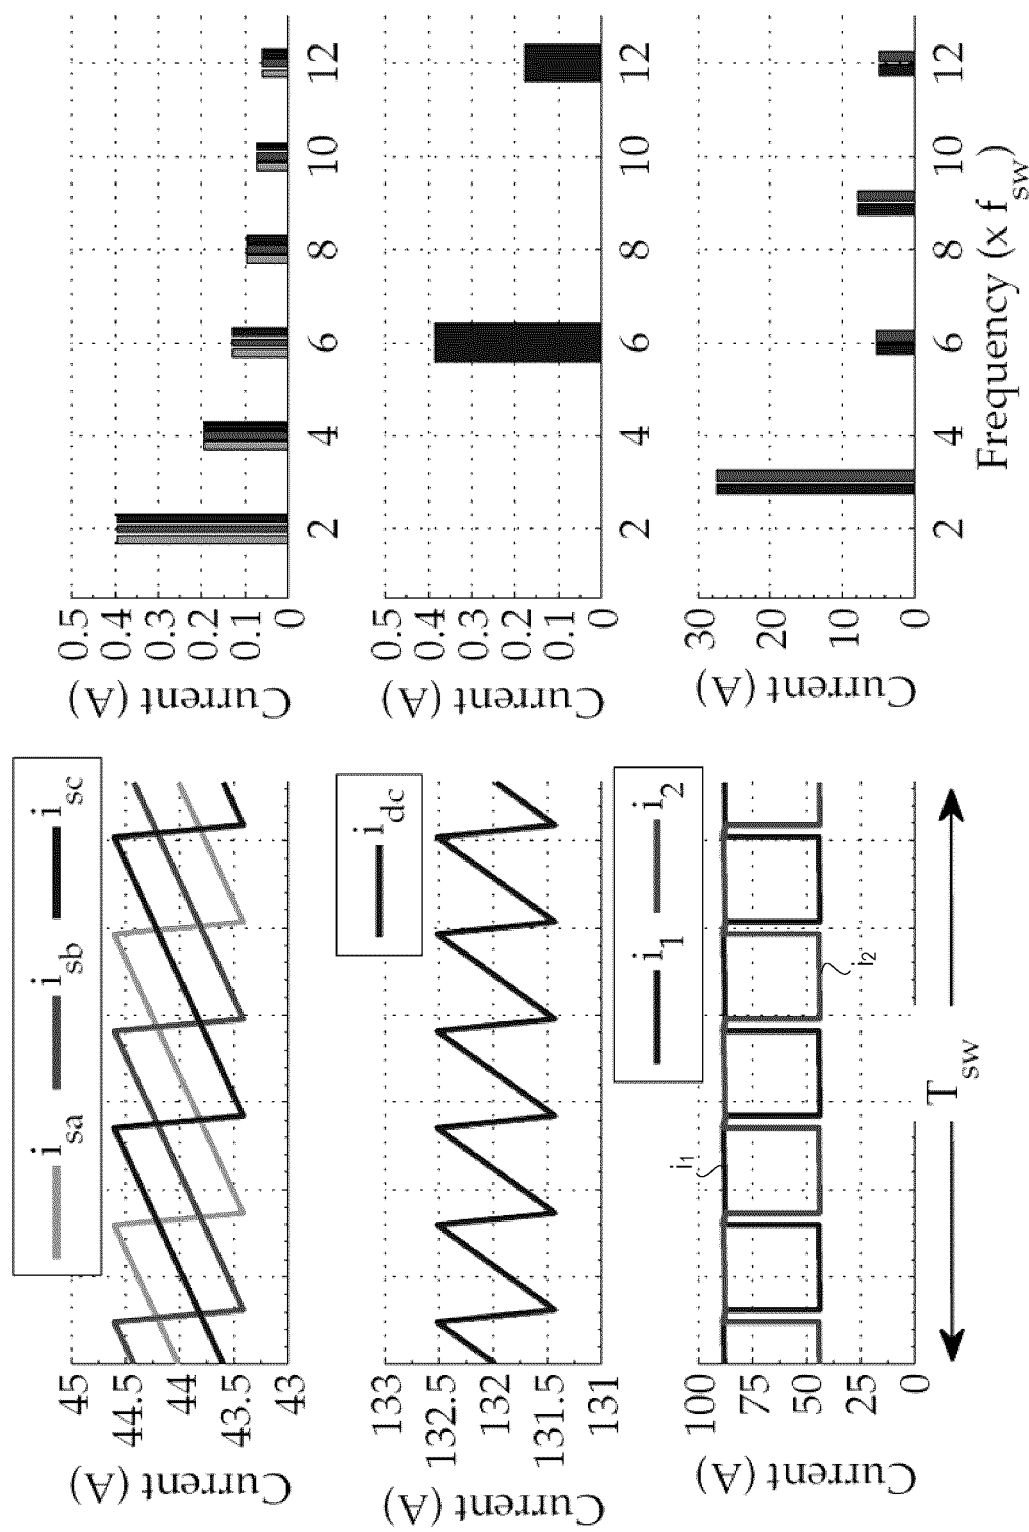 i_sa i_sb i_sc
Current (A)
45
44.5
44
43.5
43
Current (A)
0.5
0.4
0.3
0.2
0.1
0
2 4 6 8 10 12
i_dc
Current (A)
133
132.5
132
131.5
131
Current (A)
0.5
0.4
0.3
0.2
0.1
0
2 4 6 8 10 12
i_1 i_2
Current (A)
100
75
50
25
0
i_1
i_2
T_sw
Current (A)
30
20
10
0
2 4 6 8 10 12
Frequency (x f_sw)